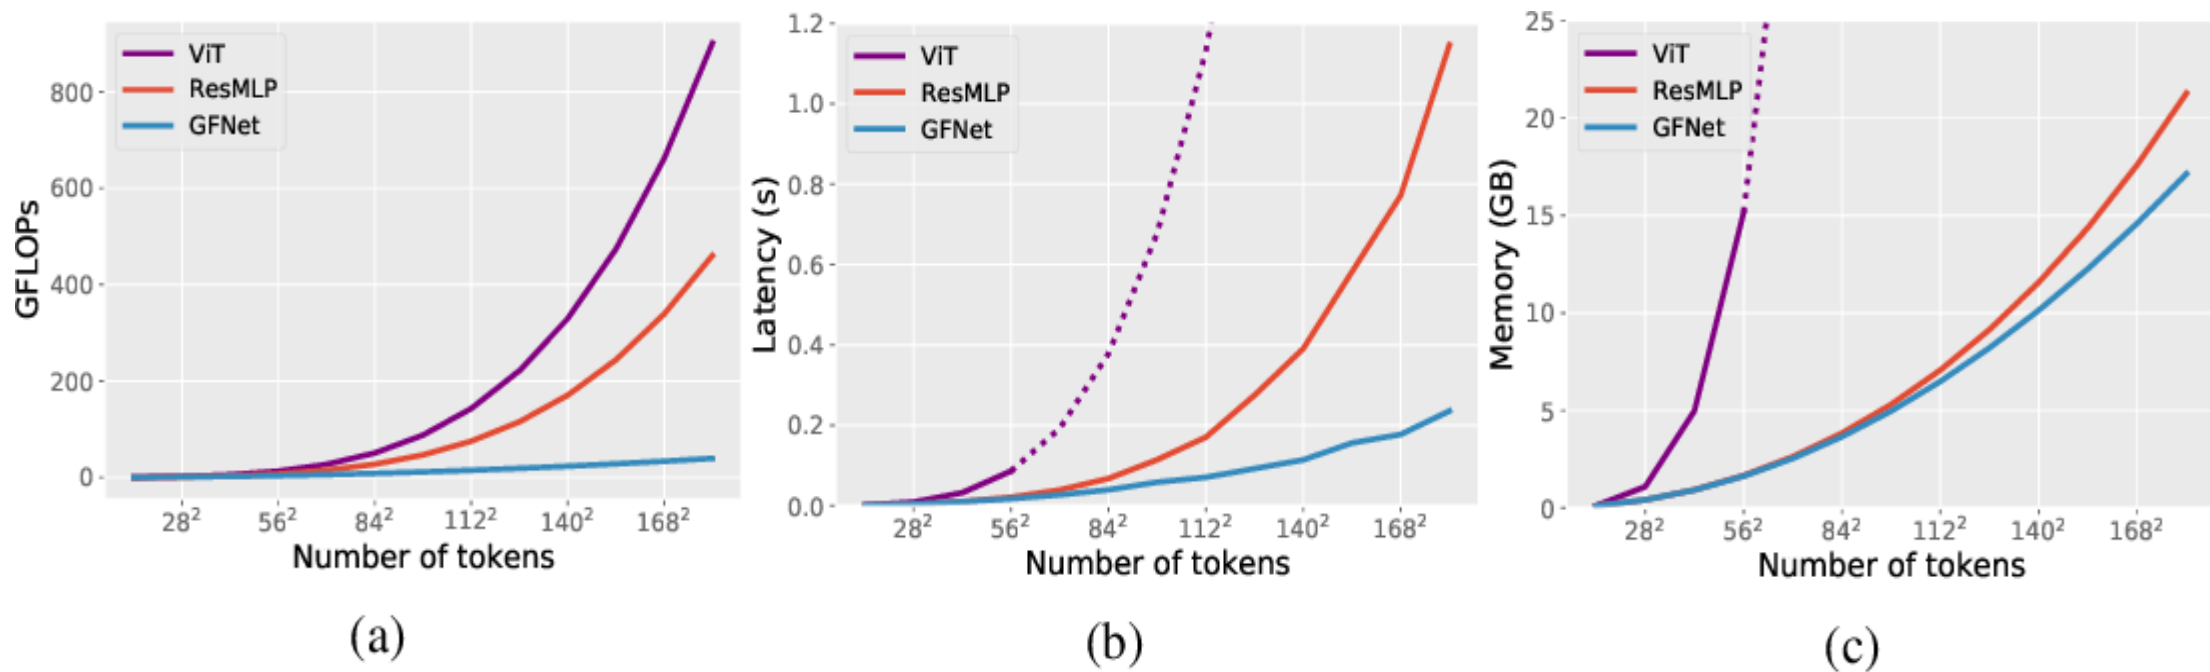 ViT
ResMLP
GFNet
800
600
400
200
0
GFLOPs
28² 56² 84² 112² 140² 168²
Number of tokens
(a)
ViT
ResMLP
GFNet
1.2
1.0
0.8
0.6
0.4
0.2
0.0
Latency (s)
28² 56² 84² 112² 140² 168²
Number of tokens
(b)
ViT
ResMLP
GFNet
25
20
15
10
5
0
Memory (GB)
28² 56² 84² 112² 140² 168²
Number of tokens
(c)